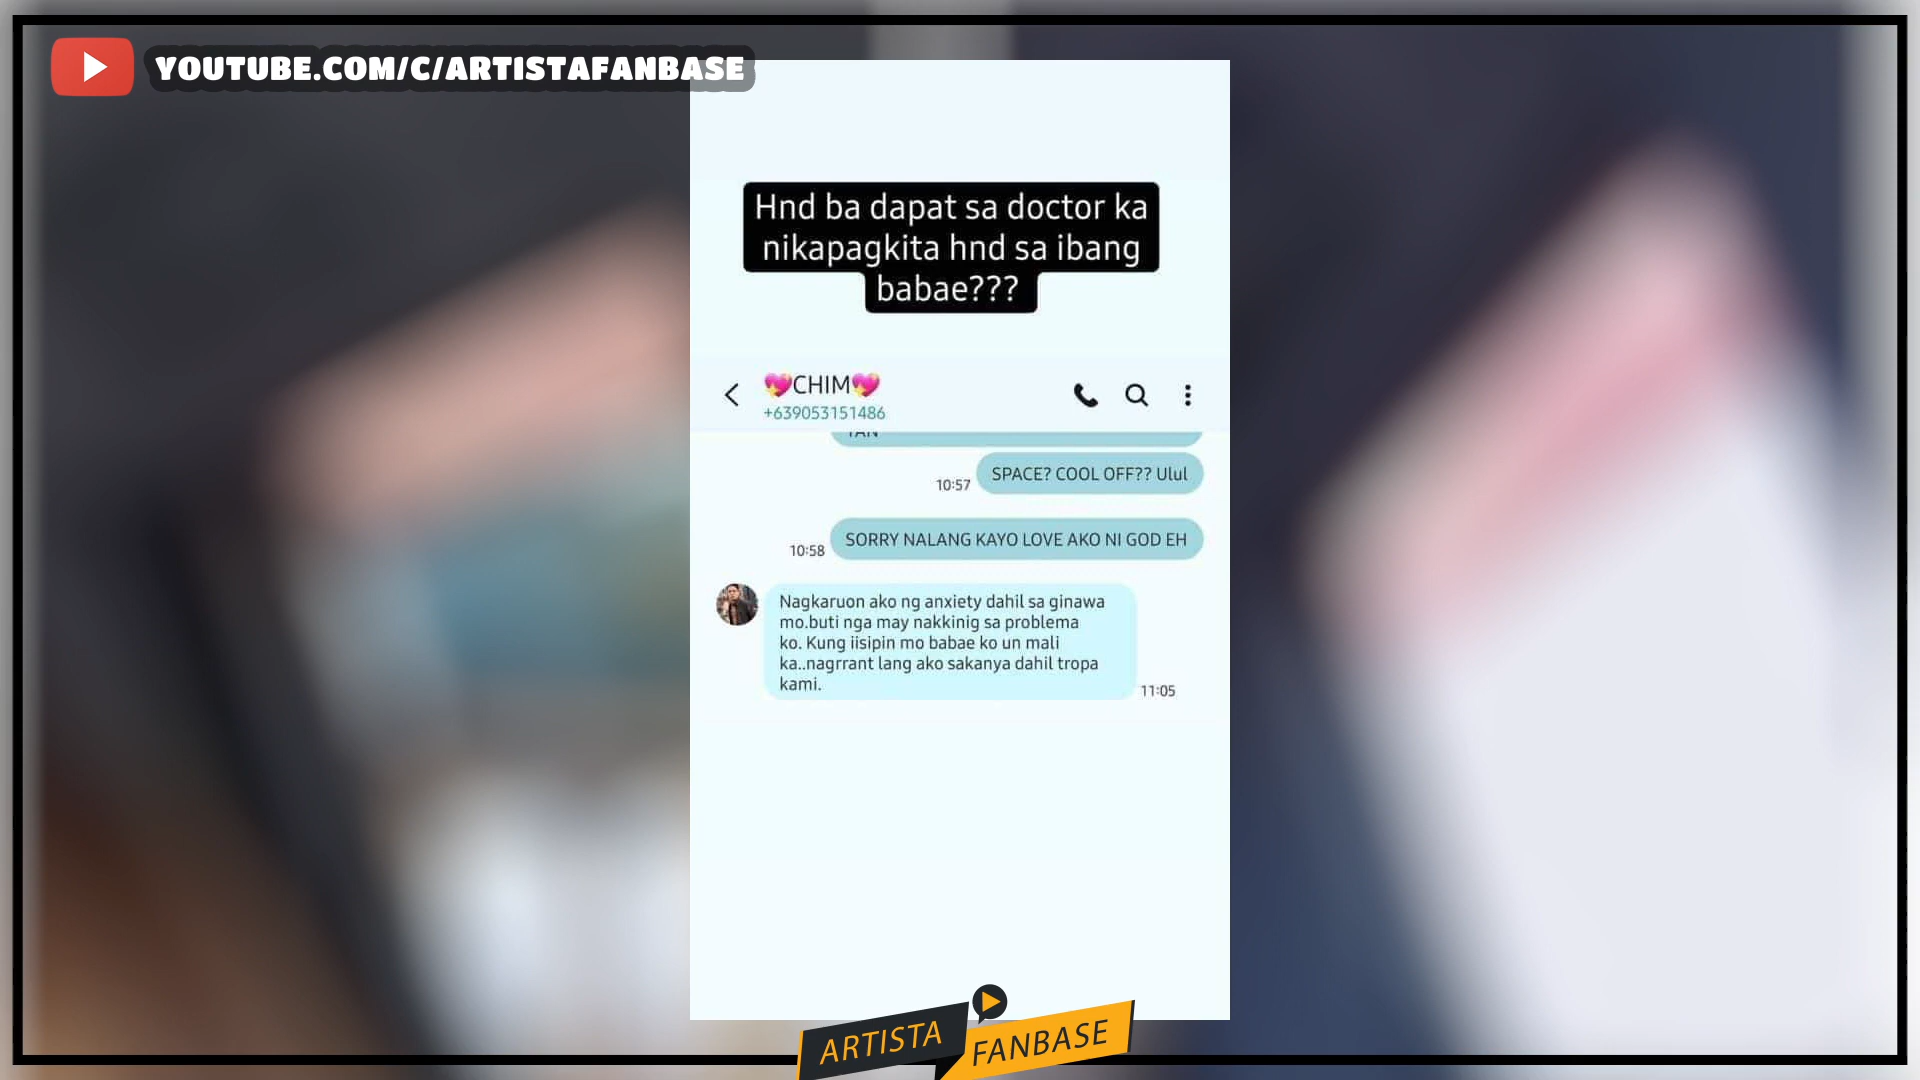 YOUTUBE.COM/C/ARTISTAFANBASE
Hnd ba dapat sa doctor ka
nikapagkita hnd sa ibang
babae???
💖CHIM💖
+639053151486
SPACE? COOL OFF?? Ulul
10:57
SORRY NALANG KAYO LOVE AKO NI GOD EH
10:58
Nagkaruon ako ng anxiety dahil sa ginawa
mo.buti nga may nakkinig sa problema
ko. Kung iisipin mo babae ko un mali
ka..nagrrant lang ako sakanya dahil tropa
kami.
11:05
ARTISTA
FANBASE